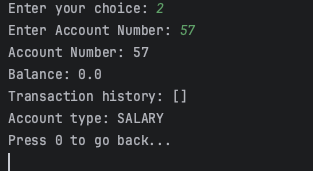 Enter your choice: 2
Enter Account Number: 57
Account Number: 57
Balance: 0.0
Transaction history: []
Account type: SALARY
Press 0 to go back...